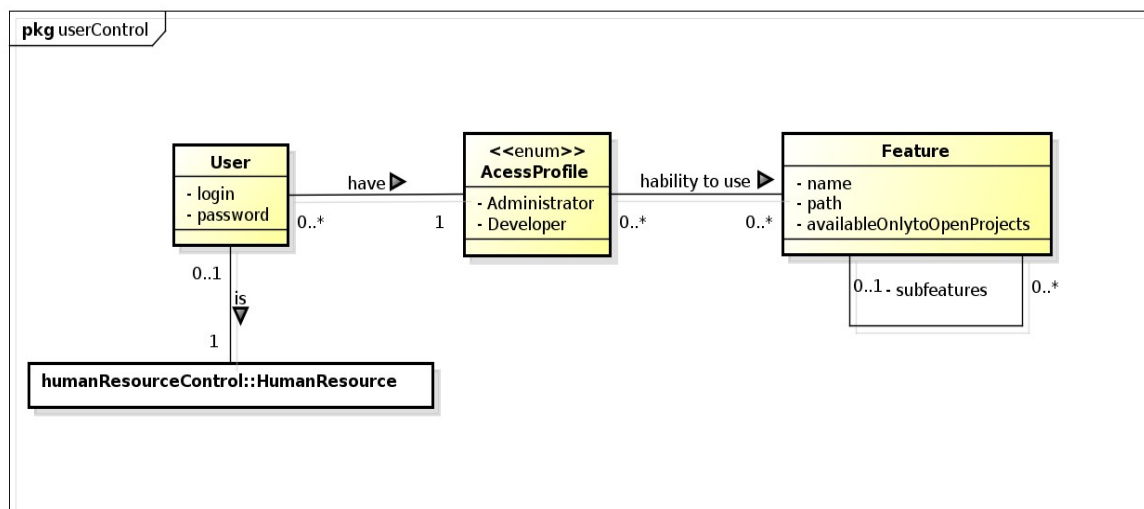 pkg userControl
User
- login
- password
have
0..*
1
<<enum>>
AcessProfile
- Administrator
- Developer
hability to use
0..*
0..*
Feature
- name
- path
- availableOnlytoOpenProjects
0..1
- subfeatures
0..*
0..1
is
1
humanResourceControl::HumanResource